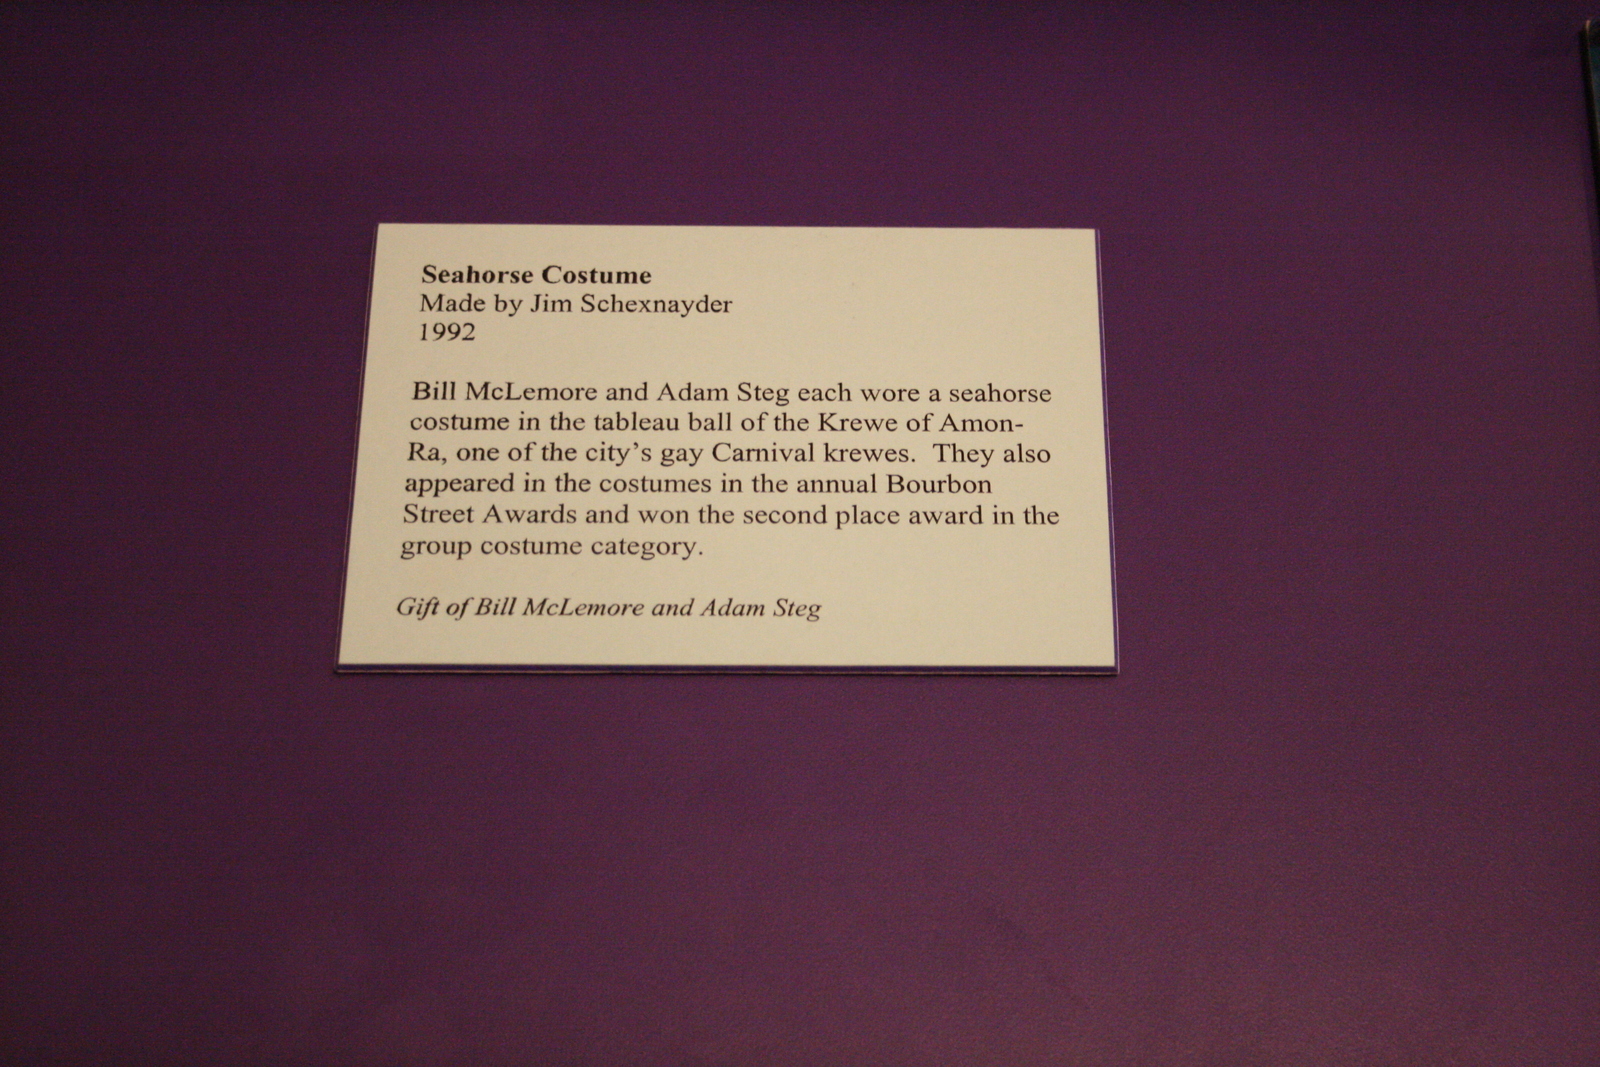 Seahorse Costume
Made by Jim Schexnayder
1992
Bill McLemore and Adam Steg each wore a seahorse
costume in the tableau ball of the Krewe of Amon-
Ra, one of the city's gay Carnival krewes.  They also
appeared in the costumes in the annual Bourbon
Street Awards and won the second place award in the
group costume category.
Gift of Bill McLemore and Adam Steg